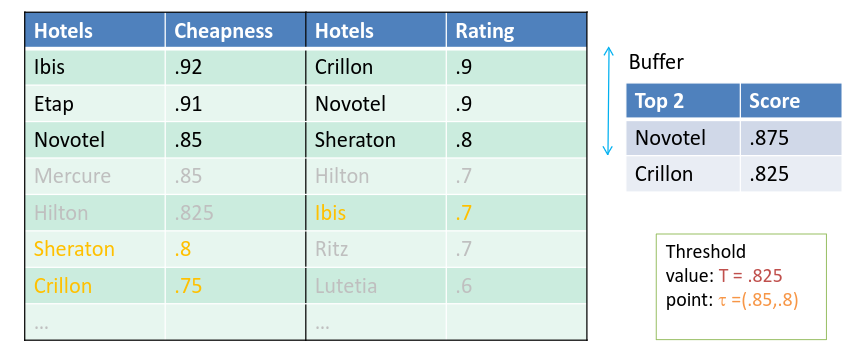 Hotels Cheapness Hotels Rating
Ibis .92 Crillon .9
Etap .91 Novotel .9
Novotel .85 Sheraton .8
Mercure .85 Hilton .7
Hilton .825 Ibis .7
Sheraton .8 Ritz .7
Crillon .75 Lutetia .6
... ...
Buffer
Top 2 Score
Novotel .875
Crillon .825
Threshold
value: T = .825
point: τ =(.85,.8)